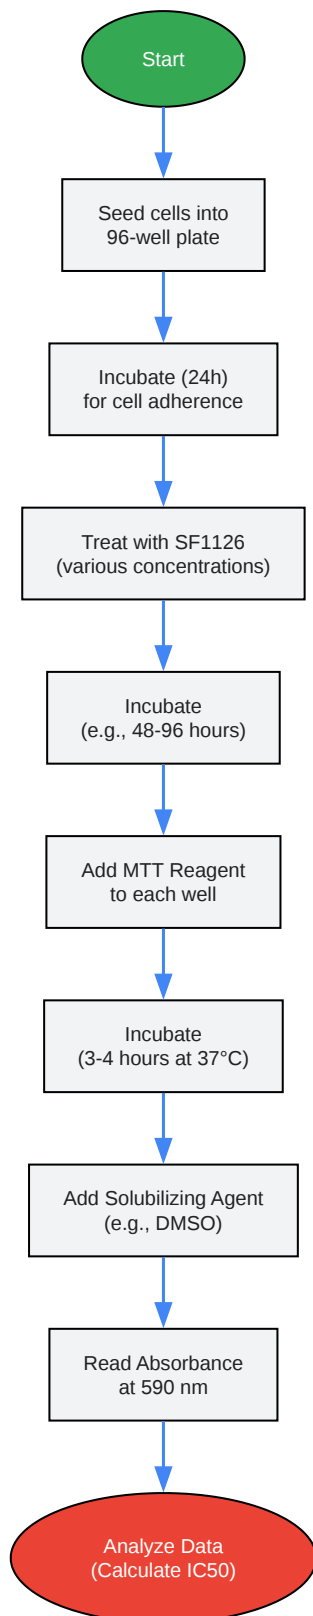 Start
Seed cells into
96-well plate
Incubate (24h)
for cell adherence
Treat with SF1126
(various concentrations)
Incubate
(e.g., 48-96 hours)
Add MTT Reagent
to each well
Incubate
(3-4 hours at 37°C)
Add Solubilizing Agent
(e.g., DMSO)
Read Absorbance
at 590 nm
Analyze Data
(Calculate IC50)